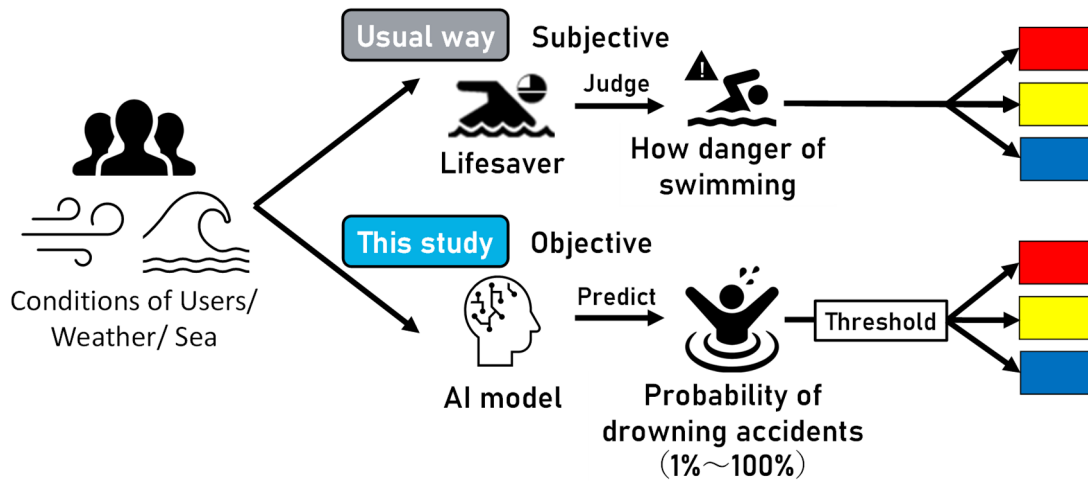 Usual way
Subjective
Judge
Lifesaver
How danger of
swimming
This study
Objective
Conditions of Users/
Weather/ Sea
Predict
Threshold
AI model
Probability of
drowning accidents
（1%～100%）